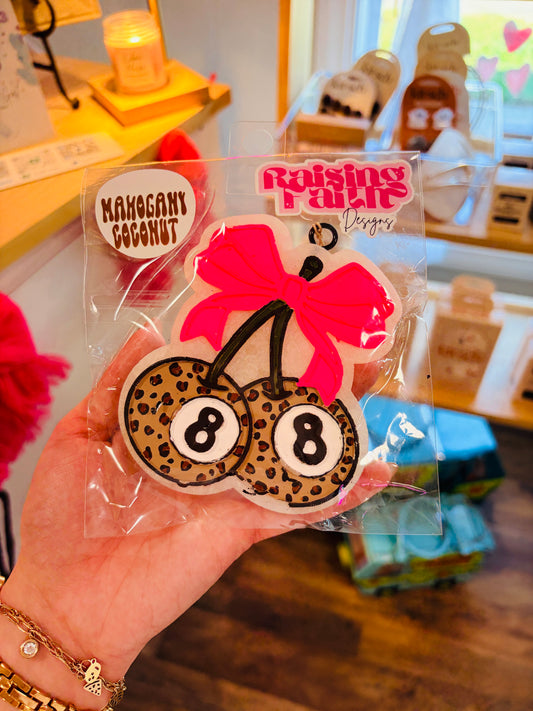 MAHOGANY
COCONUT
Raising
Faith
Designs
8 8